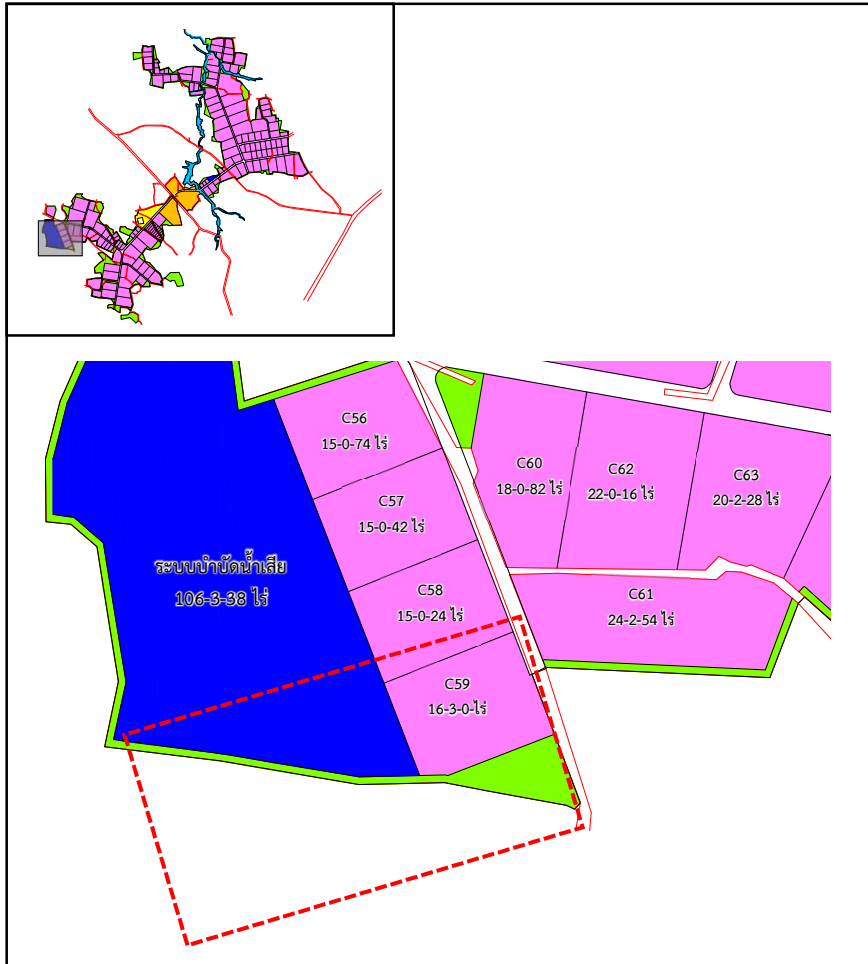 C56
15-0-74 ไร่
C57
15-0-42 ไร่
C58
15-0-24 ไร่
C59
16-3-0-ไร่
ระบบบำบัดน้ำเสีย
106-3-38 ไร่
C60
18-0-82 ไร่
C62
22-0-16 ไร่
C63
20-2-28 ไร่
C61
24-2-54 ไร่